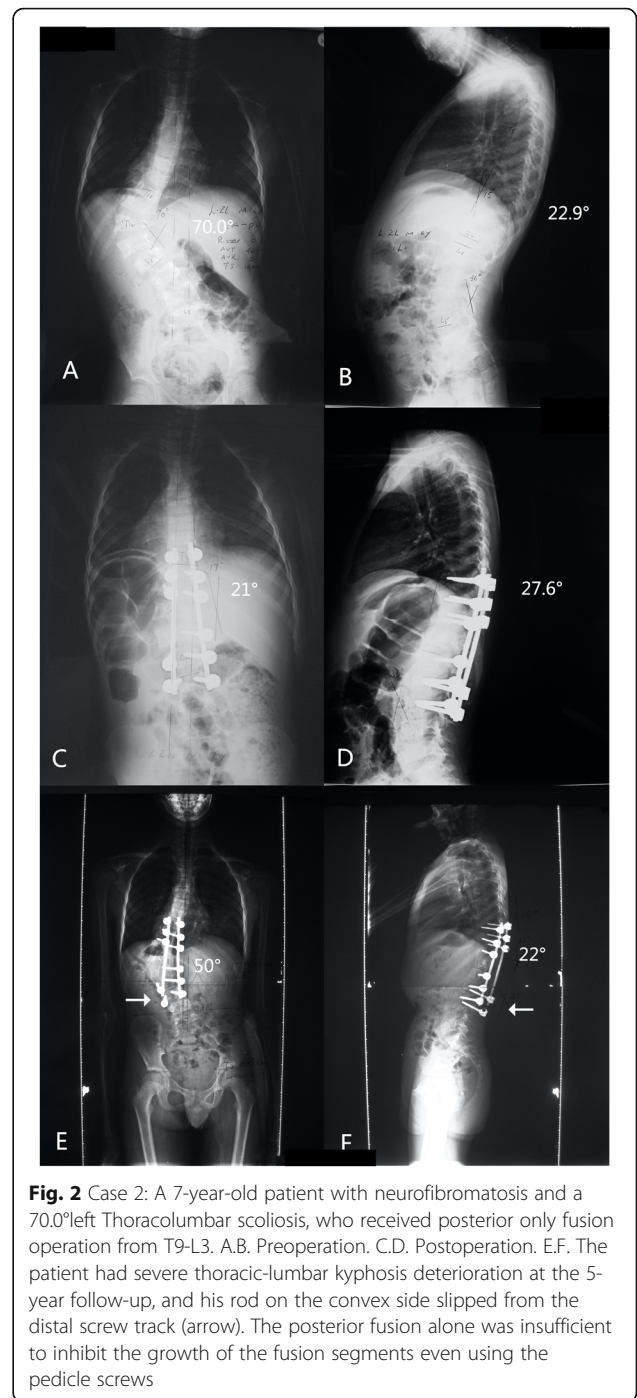 70.0°
A
22.9°
B
21°
C
27.6°
D
50°
E
22°
F
Fig. 2 Case 2: A 7-year-old patient with neurofibromatosis and a
70.0°left Thoracolumbar scoliosis, who received posterior only fusion
operation from T9-L3. A.B. Preoperation. C.D. Postoperation. E.F. The
patient had severe thoracic-lumbar kyphosis deterioration at the 5-
year follow-up, and his rod on the convex side slipped from the
distal screw track (arrow). The posterior fusion alone was insufficient
to inhibit the growth of the fusion segments even using the
pedicle screws